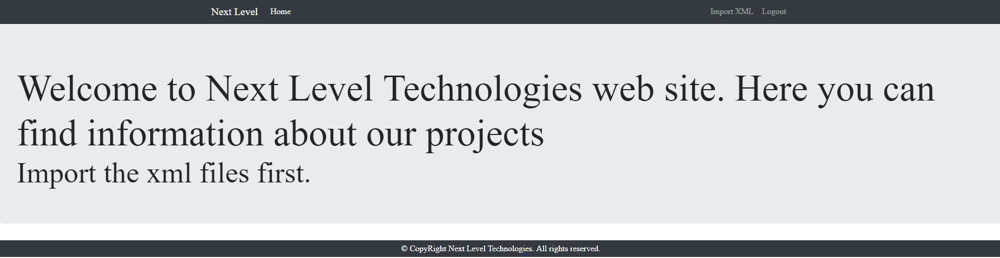 Next Level Home Import XML Logout
Welcome to Next Level Technologies web site. Here you can
find information about our projects
Import the xml files first.
© CopyRight Next Level Technologies. All rights reserved.